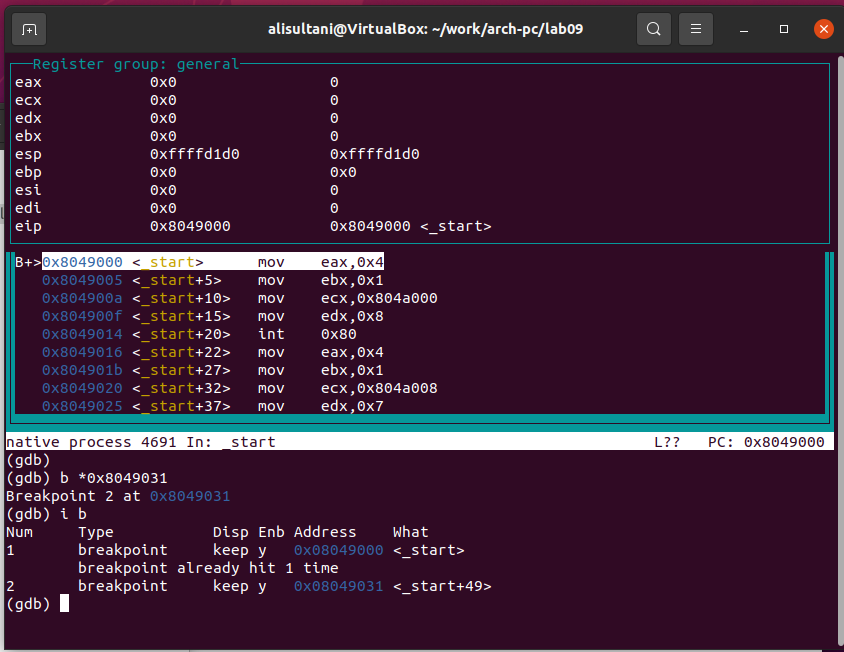 alisultani@VirtualBox: ~/work/arch-pc/lab09
Register group: general
eax 0x0 0
ecx 0x0 0
edx 0x0 0
ebx 0x0 0
esp 0xffffd1d0 0xffffd1d0
ebp 0x0 0x0
esi 0x0 0
edi 0x0 0
eip 0x8049000 0x8049000 <_start>
B+>0x8049000 <_start> mov eax,0x4
0x8049005 <_start+5> mov ebx,0x1
0x804900a <_start+10> mov ecx,0x804a000
0x804900f <_start+15> mov edx,0x8
0x8049014 <_start+20> int 0x80
0x8049016 <_start+22> mov eax,0x4
0x804901b <_start+27> mov ebx,0x1
0x8049020 <_start+32> mov ecx,0x804a008
0x8049025 <_start+37> mov edx,0x7
native process 4691 In: _start L?? PC: 0x8049000
(gdb)
(gdb) b *0x8049031
Breakpoint 2 at 0x8049031
(gdb) i b
Num Type Disp Enb Address What
1 breakpoint keep y 0x08049000 <_start>
breakpoint already hit 1 time
2 breakpoint keep y 0x08049031 <_start+49>
(gdb)